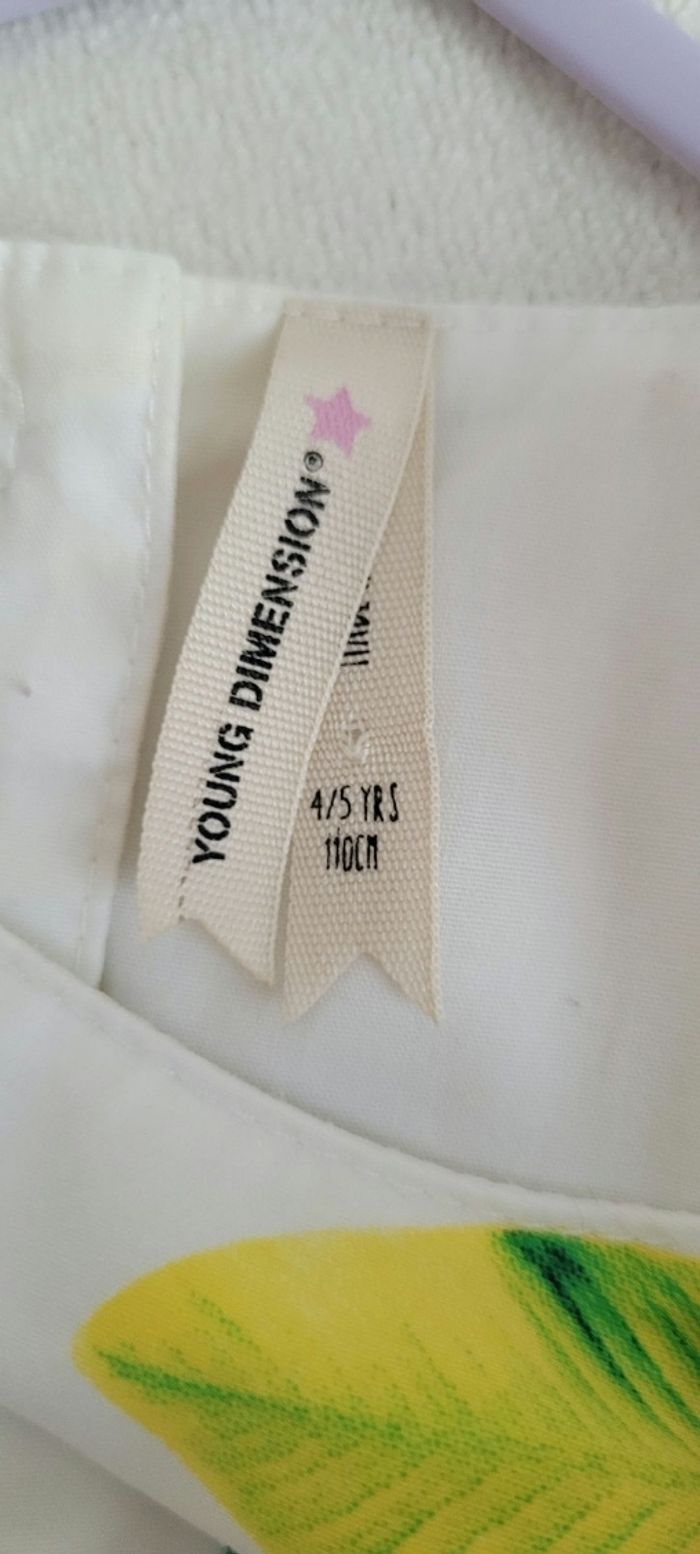 YOUNG DIMENSION®
4/5 YRS
110CM